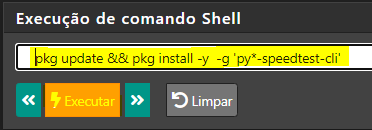 Execução de comando Shell
pkg update && pkg install -y  -g 'py*-speedtest-cli'
Executar
Limpar